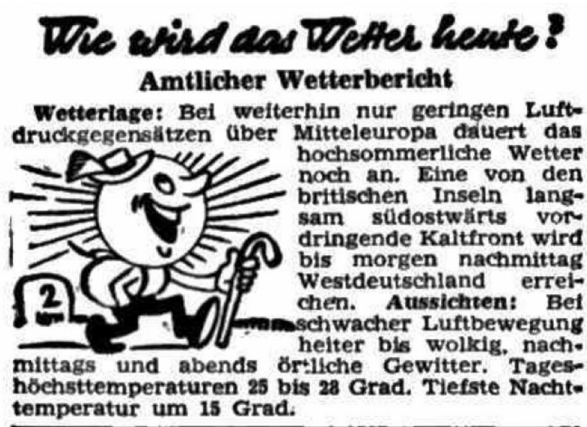 Wie wird das Wetter heute?
Amtlicher Wetterbericht
Wetterlage: Bei weiterhin nur geringen Luft-
druckgegensätzen über Mitteleuropa dauert das
hochsommerliche Wetter
noch an. Eine von den
britischen Inseln lang-
sam südostwärts vor-
dringende Kaltfront wird
bis morgen nachmittag
Westdeutschland errei-
chen. Aussichten: Bei
schwacher Luftbewegung
heiter bis wolkig, nach-
mittags und abends örtliche Gewitter. Tages-
höchsttemperaturen 25 bis 28 Grad. Tiefste Nacht-
temperatur um 15 Grad.
2
km